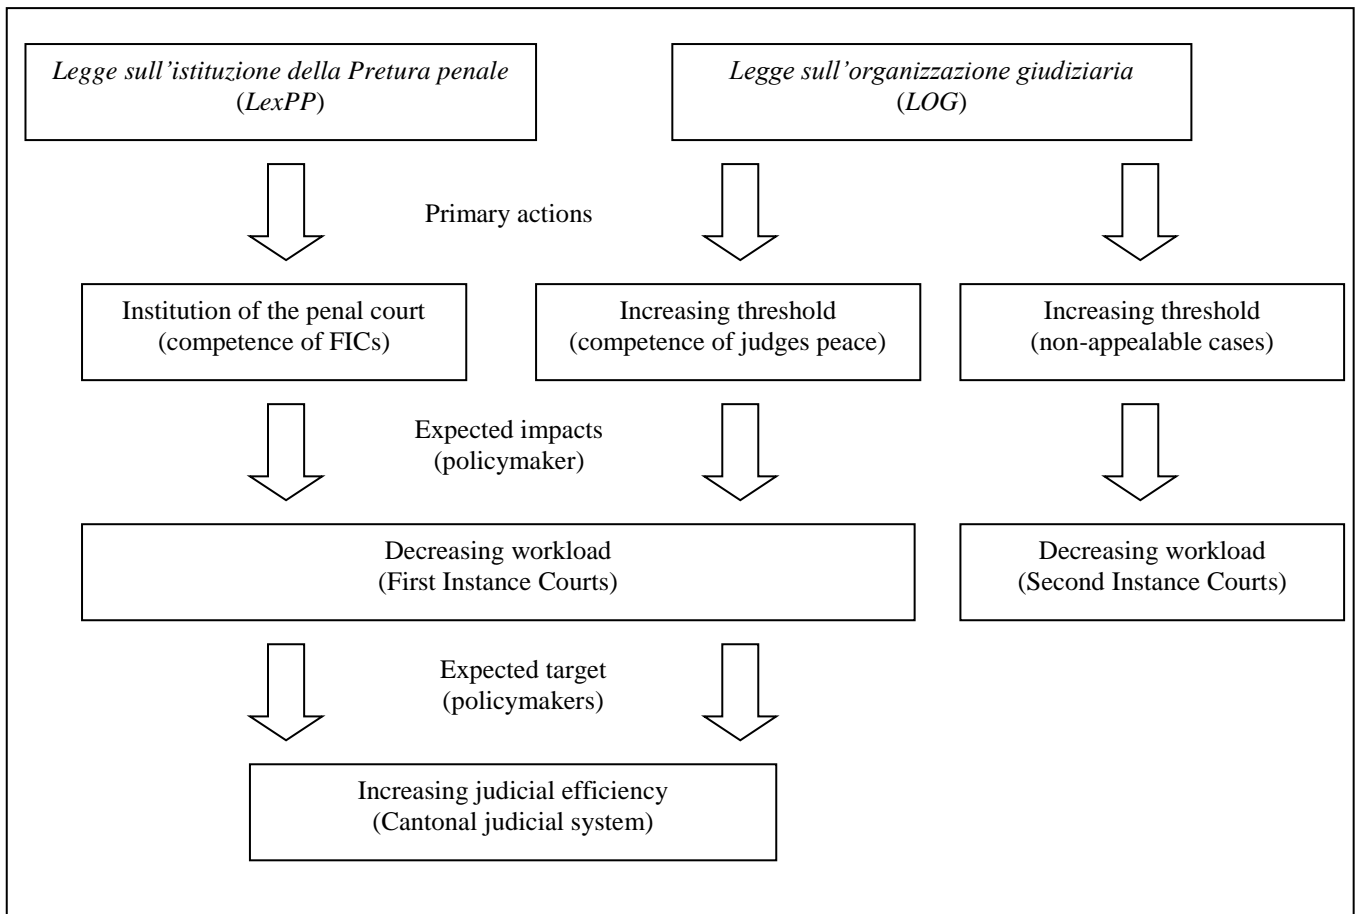 Legge sull’istituzione della Pretura penale
(LexPP)
Legge sull’organizzazione giudiziaria
(LOG)
Primary actions
Institution of the penal court
(competence of FICs)
Increasing threshold
(competence of judges peace)
Increasing threshold
(non-appealable cases)
Expected impacts
(policymaker)
Decreasing workload
(First Instance Courts)
Decreasing workload
(Second Instance Courts)
Expected target
(policymakers)
Increasing judicial efficiency
(Cantonal judicial system)